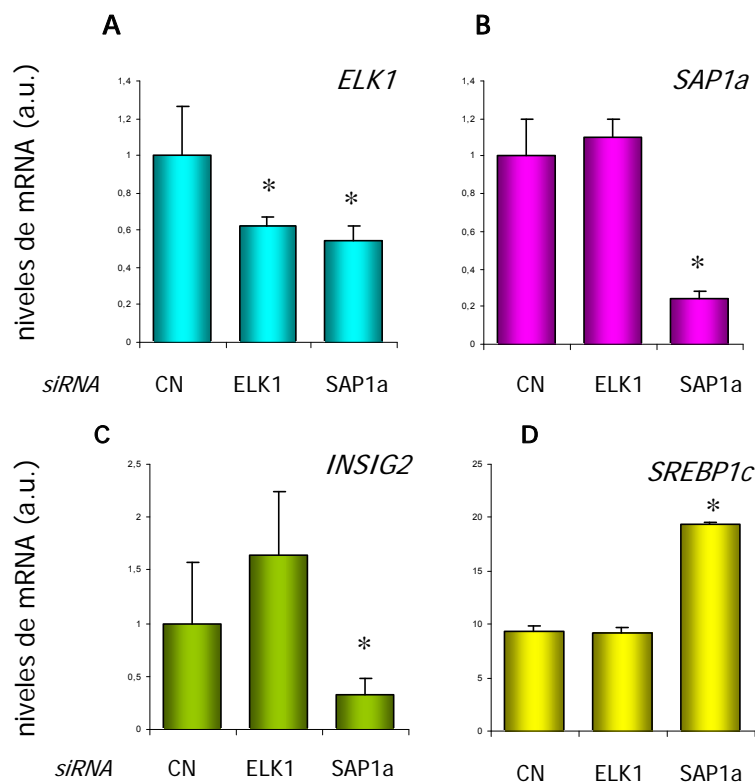 A
ELK1
niveles de mRNA (a.u.)
1,4
1,2
1
0,8
0,6
0,4
0,2
0
*
*
siRNA CN ELK1 SAP1a
B
SAP1a
1,4
1,2
1
0,8
0,6
0,4
0,2
0
*
CN ELK1 SAP1a
C
INSIG2
niveles de mRNA (a.u.)
2,5
2
1,5
1
0,5
0
*
siRNA CN ELK1 SAP1a
D
SREBP1c
25
20
15
10
5
0
*
CN ELK1 SAP1a